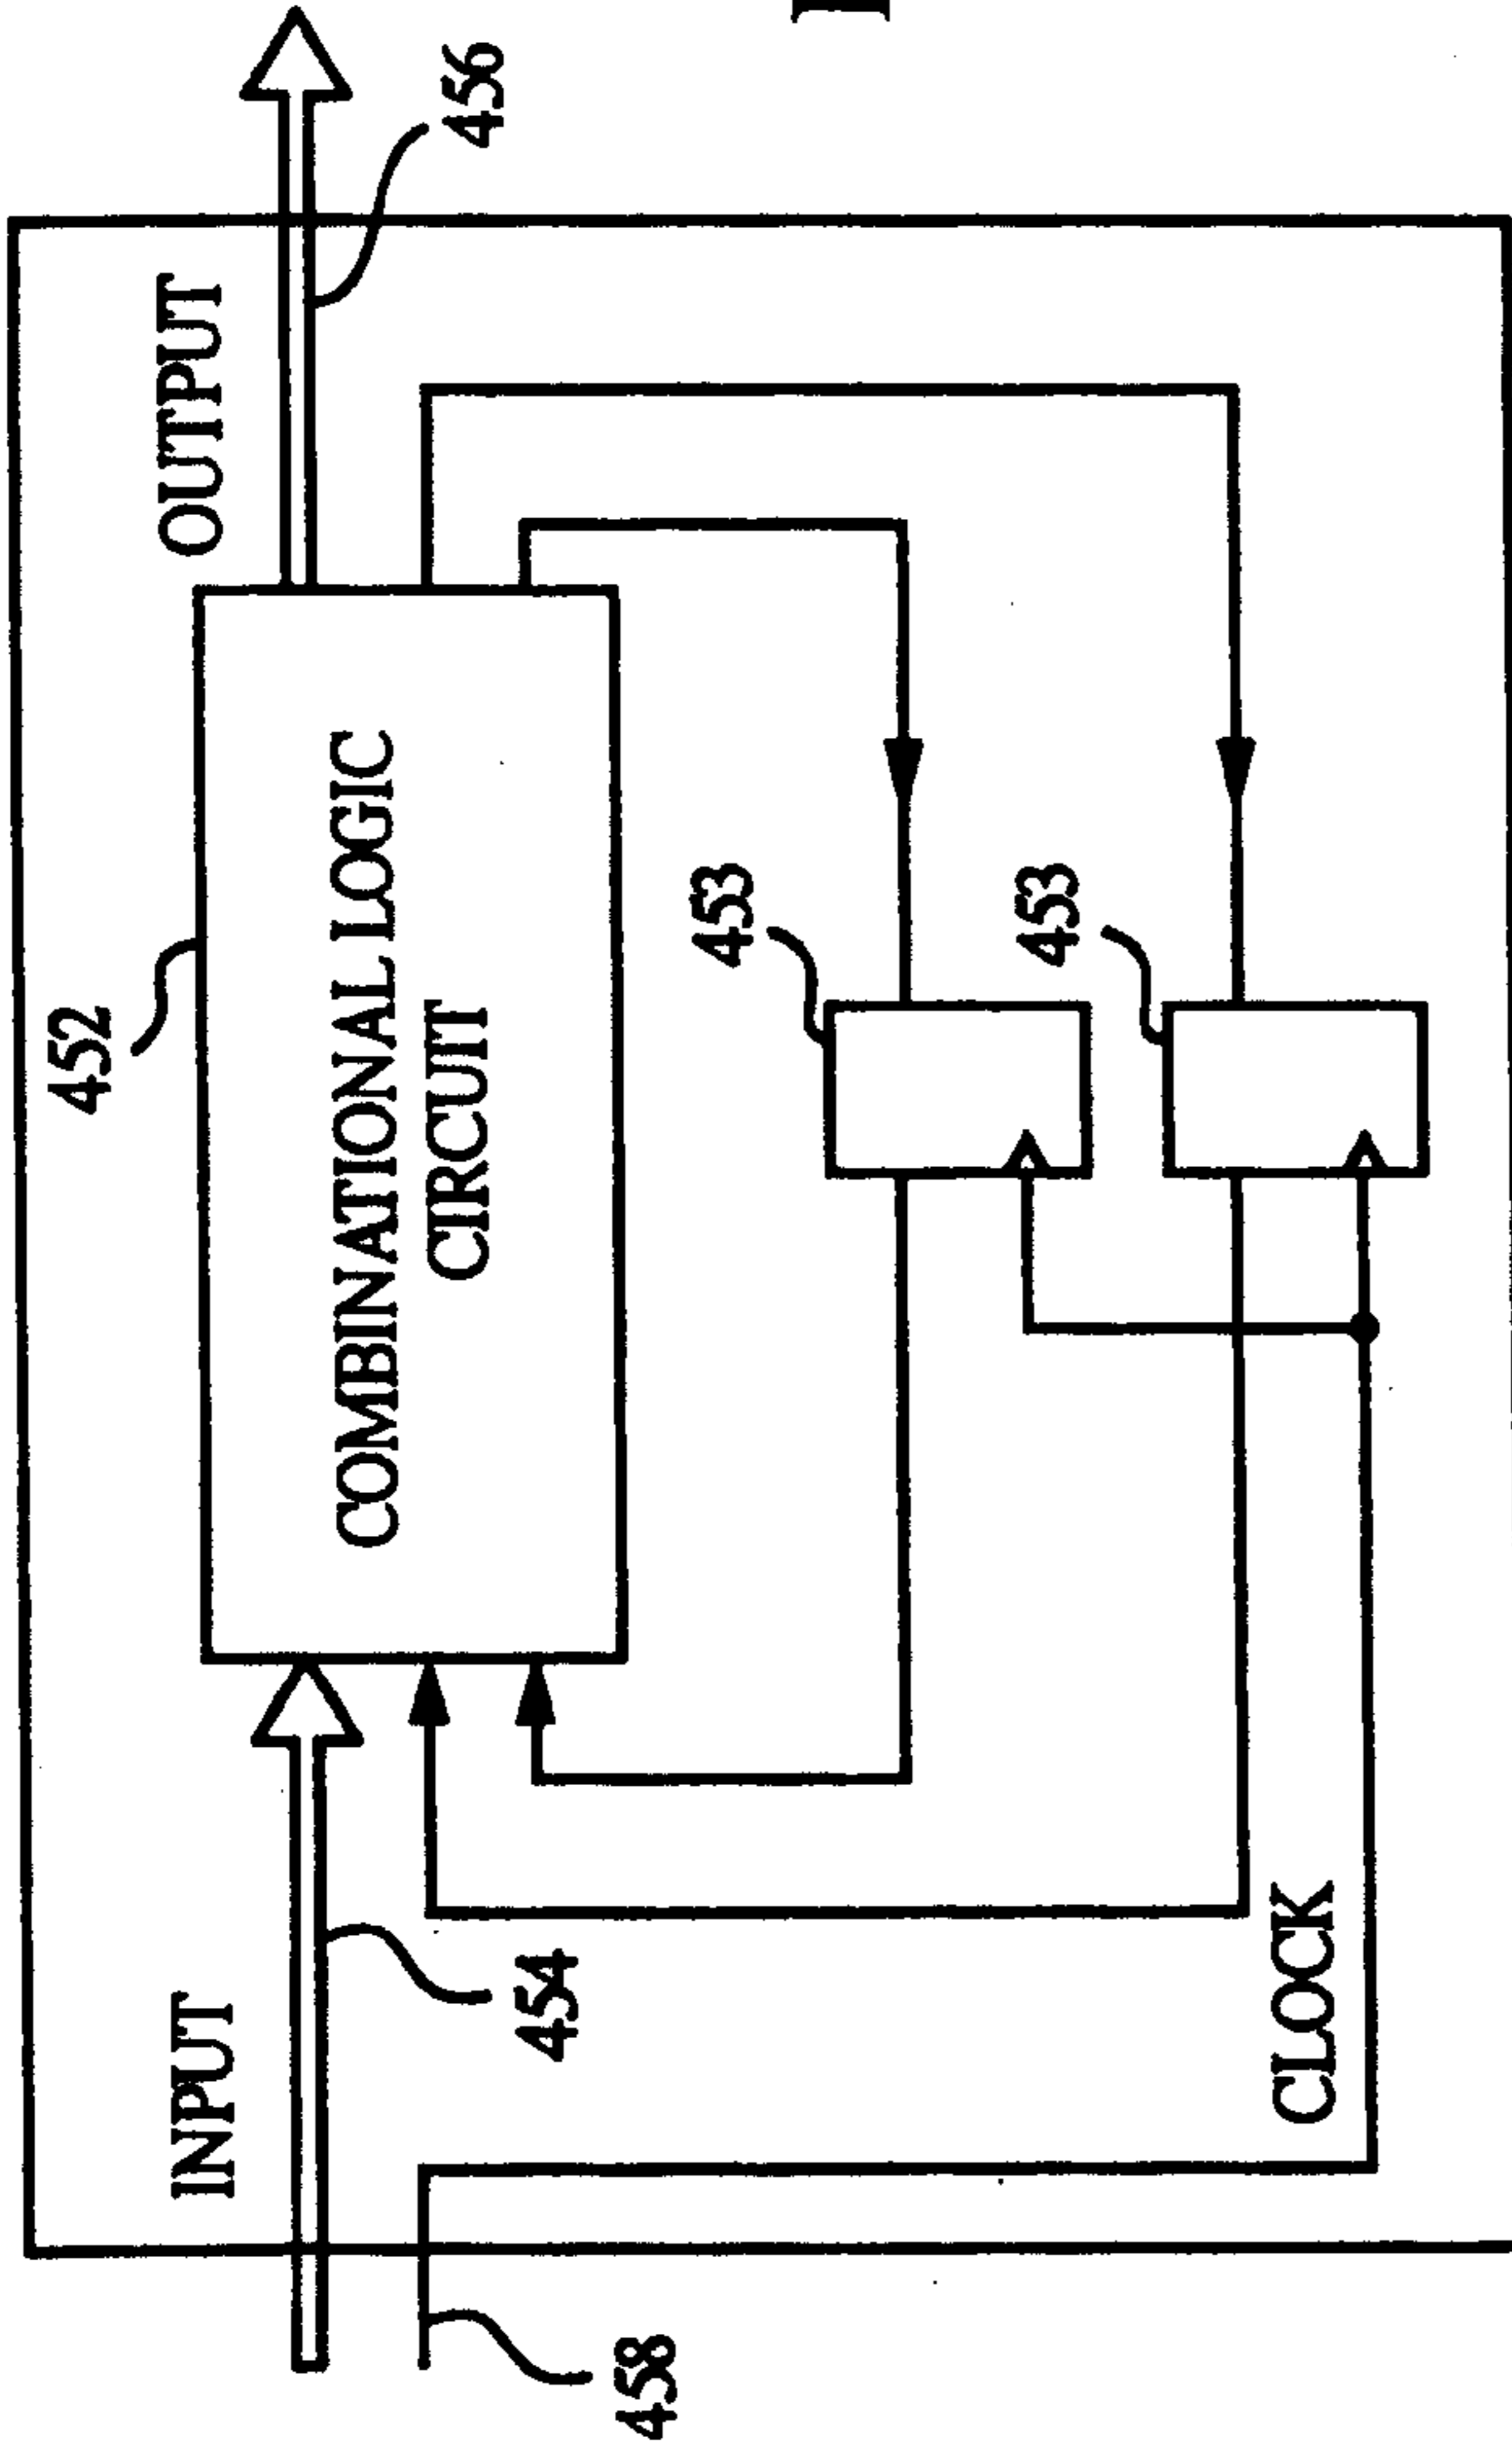 452
OUTPUT
456
COMBINATIONAL LOGIC
CIRCUIT
INPUT
454
453
453
458
CLOCK